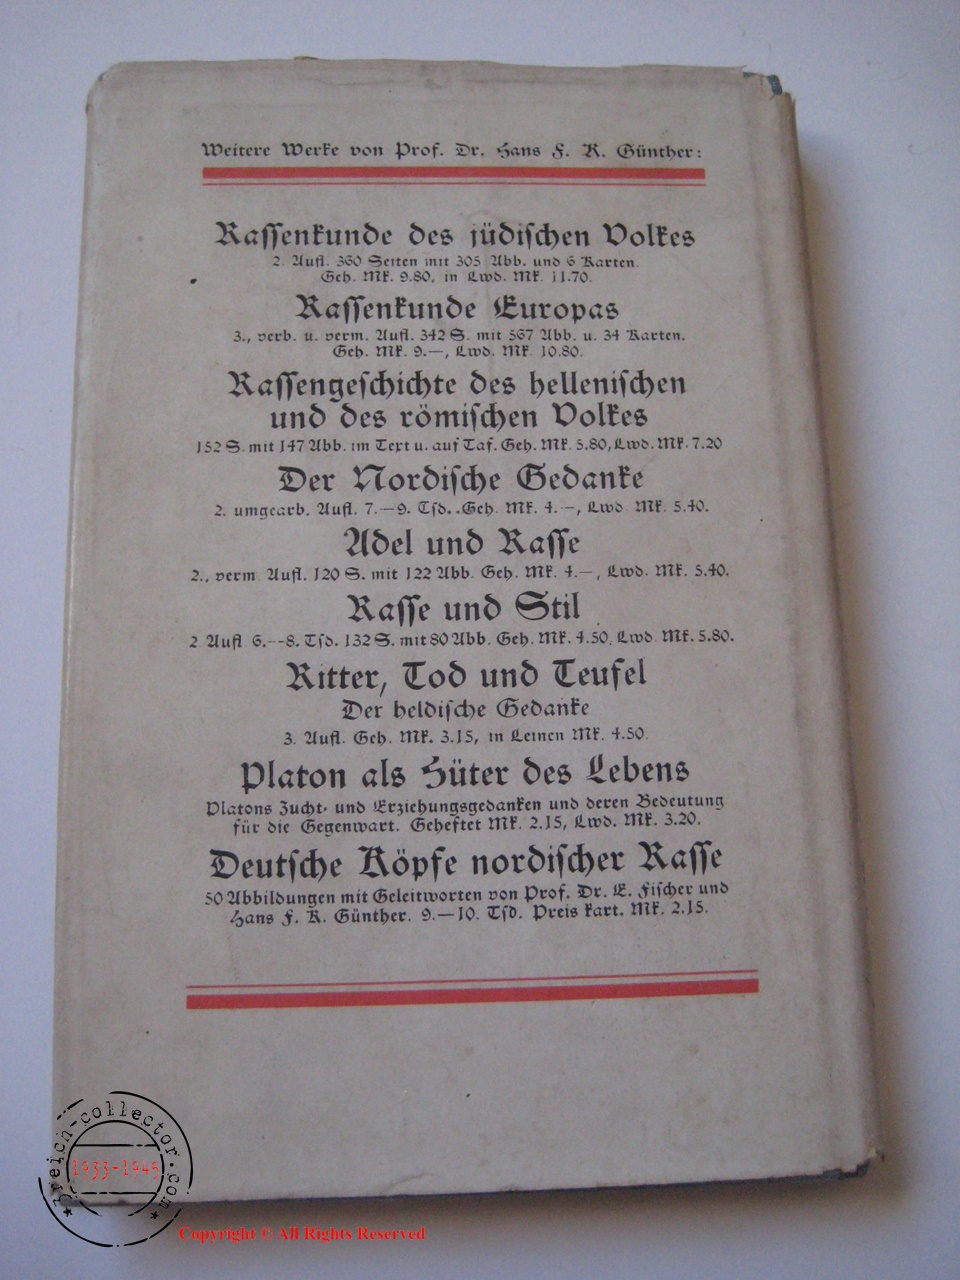 Weitere Werke von Prof. Dr. Hans F. K. Günther:
Rassenkunde des jüdischen Volkes
2. Aufl. 360 Seiten mit 305 Abb. und 6 Karten.
Geh. Mk. 9.80, in Lwd. Mk. 11.70.
Rassenkunde Europas
3., verb. u. verm. Aufl. 342 S. mit 567 Abb. u. 34 Karten.
Geh. Mk. 9.—, Lwd. Mk. 10.80.
Rassengeschichte des hellenischen
und des römischen Volkes
152 S. mit 147 Abb. im Text u. auf Taf. Geh. Mk. 5.80, Lwd. Mk. 7.20
Der Nordische Gedanke
2. umgearb. Aufl. 7.—9. Tsd.. Geh. Mk. 4.—, Lwd. Mk. 5.40.
Adel und Rasse
2., verm. Aufl. 120 S. mit 122 Abb. Geh. Mk. 4.—, Lwd. Mk. 5.40.
Rasse und Stil
2. Aufl 6.—8. Tsd. 132 S. mit 80 Abb. Geh. Mk. 4.50, Lwd. Mk. 5.80.
Ritter, Tod und Teufel
Der heldische Gedanke
3. Aufl. Geh. Mk. 3.15, in Leinen Mk. 4.50.
Platon als Hüter des Lebens
Platons Zucht- und Erziehungsgedanken und deren Bedeutung
für die Gegenwart. Geheftet Mk. 2.15, Lwd. Mk. 3.20.
Deutsche Köpfe nordischer Rasse
50 Abbildungen mit Geleitworten von Prof. Dr. E. Fischer und
Hans F. K. Günther. 9.—10. Tsd. Preis kart. Mk. 2.15.
3reich-collector.com
1933-1945
Copyright © All Rights Reserved